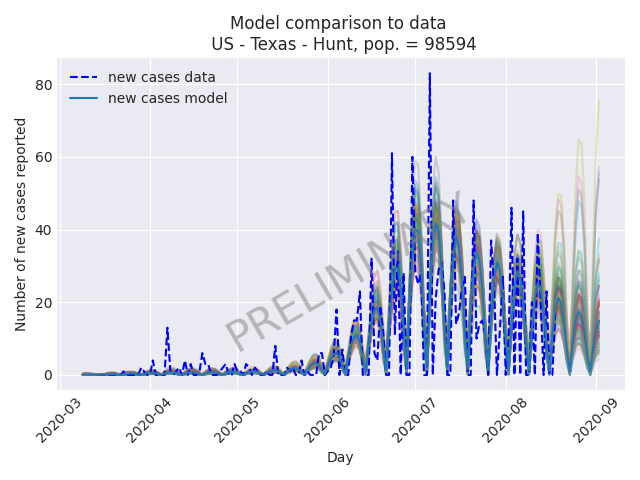 Model comparison to data
US - Texas - Hunt, pop. = 98594
new cases data
new cases model
PRELIMINARY
Number of new cases reported
80
60
40
20
0
2020-03
2020-04
2020-05
2020-06
2020-07
2020-08
2020-09
Day